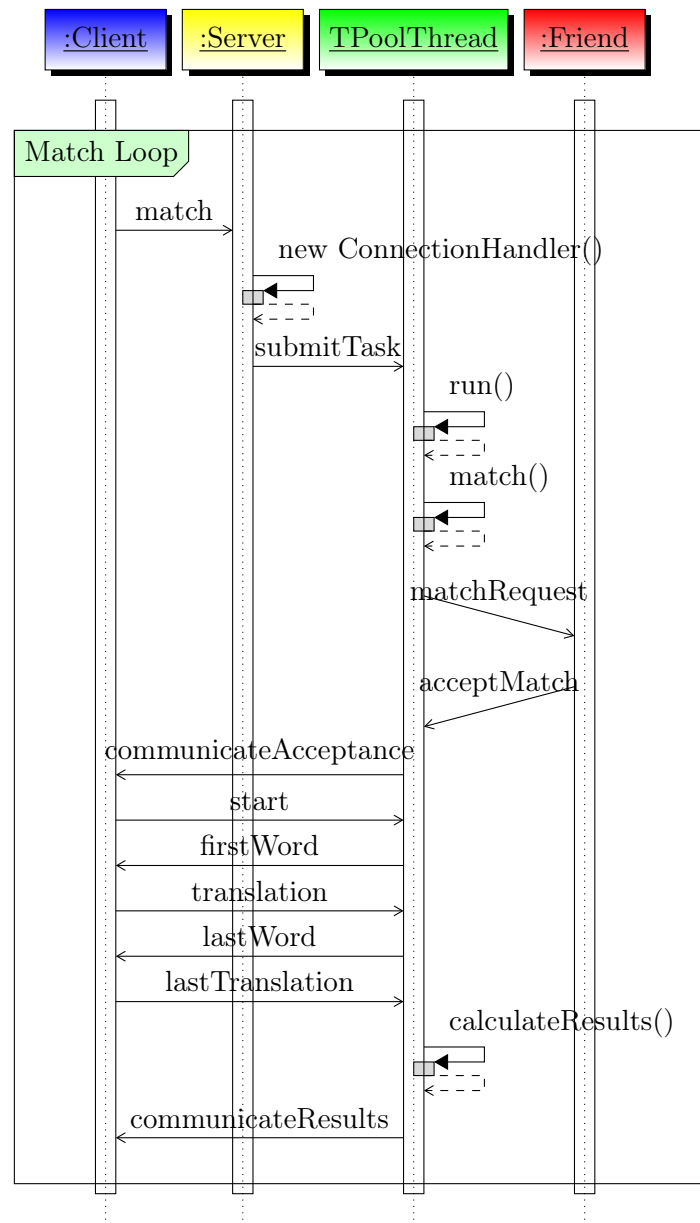 :Client
:Server
TPoolThread
:Friend
Match Loop
match
new ConnectionHandler()
submitTask
run()
match()
matchRequest
acceptMatch
communicateAcceptance
start
firstWord
translation
lastWord
lastTranslation
calculateResults()
communicateResults